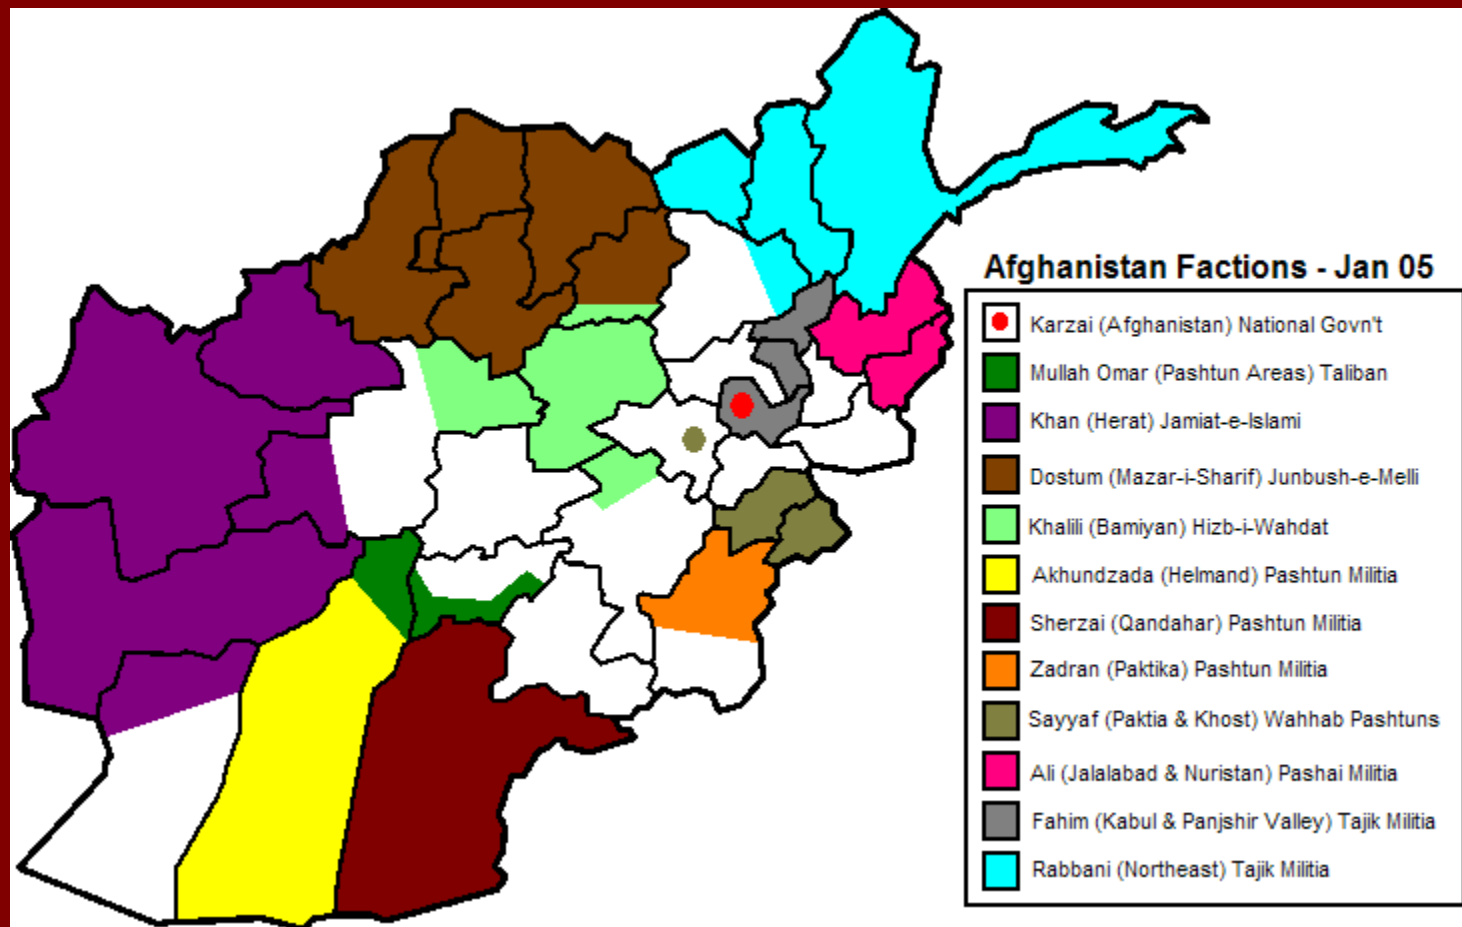 Afghanistan Factions - Jan 05
Karzai (Afghanistan) National Govn't
Mullah Omar (Pashtun Areas) Taliban
Khan (Herat) Jamiat-e-Islami
Dostum (Mazar-i-Sharif) Junbush-e-Melli
Khalili (Bamiyan) Hizb-i-Wahdat
Akhundzada (Helmand) Pashtun Militia
Sherzai (Qandahar) Pashtun Militia
Zadran (Paktika) Pashtun Militia
Sayyaf (Paktia & Khost) Wahhab Pashtuns
Ali (Jalalabad & Nuristan) Pashai Militia
Fahim (Kabul & Panjshir Valley) Tajik Militia
Rabbani (Northeast) Tajik Militia